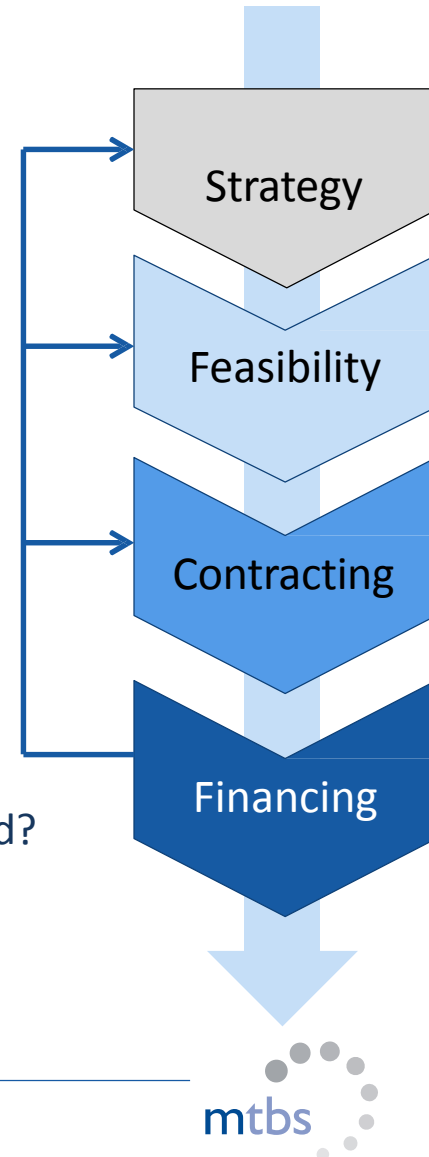 Strategy
Feasibility
Contracting
Financing
d?
mtbs